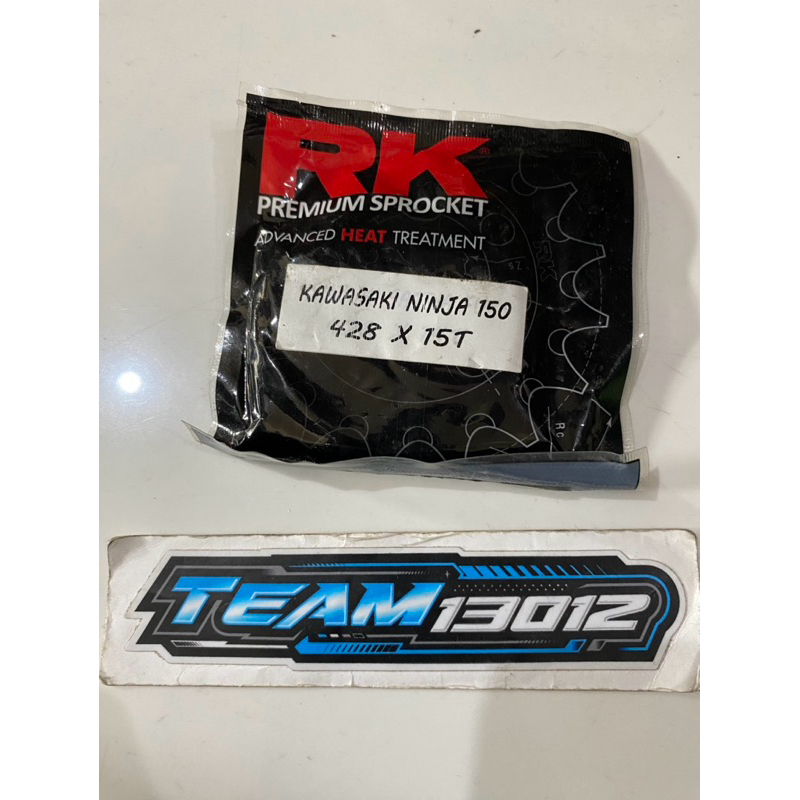 RK
PREMIUM SPROCKET
ADVANCED HEAT TREATMENT
KAWASAKI NINJA 150
428 X 15T
TEAM 13012